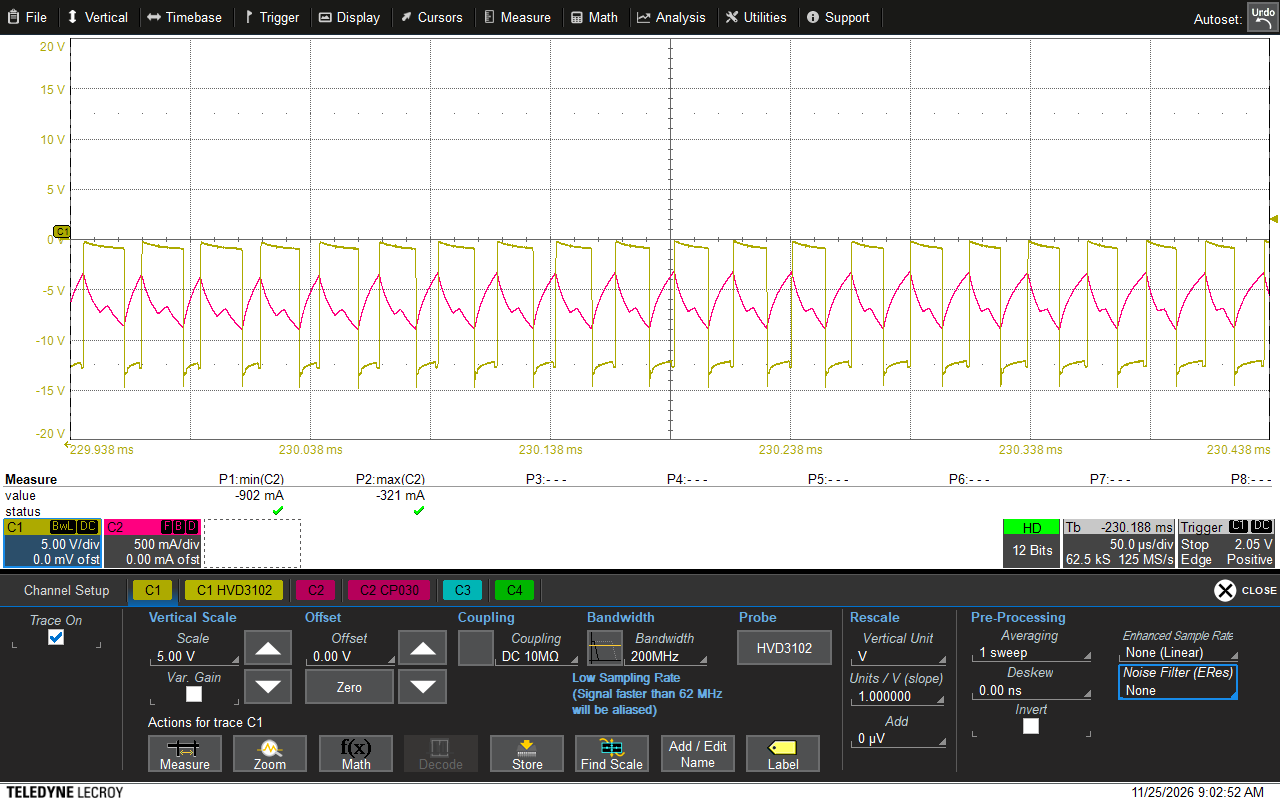 File Vertical Timebase Trigger Display Cursors Measure Math Analysis Utilities Support Autoset: Undo
20 V
15 V
10 V
5 V
C1
0 V
-5 V
-10 V
-15 V
-20 V
229.938 ms 230.038 ms 230.138 ms 230.238 ms 230.338 ms 230.438 ms
Measure P1:min(C2) P2:max(C2) P3:- - - P4:- - - P5:- - - P6:- - - P7:- - - P8:- - -
value -902 mA -321 mA
status
C1 BwL DC C2 F B D HD Tb -230.188 ms Trigger C1 DC
5.00 V/div 500 mA/div 12 Bits 50.0 µs/div Stop 2.05 V
0.0 mV ofst 0.00 mA ofst 62.5 kS 125 MS/s Edge Positive
Channel Setup C1 C1 HVD3102 C2 C2 CP030 C3 C4 CLOSE
Trace On
Vertical Scale
Scale
5.00 V
Var. Gain
Offset
Offset
0.00 V
Zero
Coupling
Coupling
DC 10MΩ
Bandwidth
Bandwidth
200MHz
Low Sampling Rate
(Signal faster than 62 MHz
will be aliased)
Probe
HVD3102
Actions for trace C1
Measure Zoom f(x) Math Decode Store Find Scale Add / Edit Name Label
Rescale
Vertical Unit
V
Units / V (slope)
1.000000
Add
0 µV
Pre-Processing
Averaging
1 sweep
Deskew
0.00 ns
Invert
Enhanced Sample Rate
None (Linear)
Noise Filter (ERes)
None
TELEDYNE LECROY 11/25/2026 9:02:52 AM